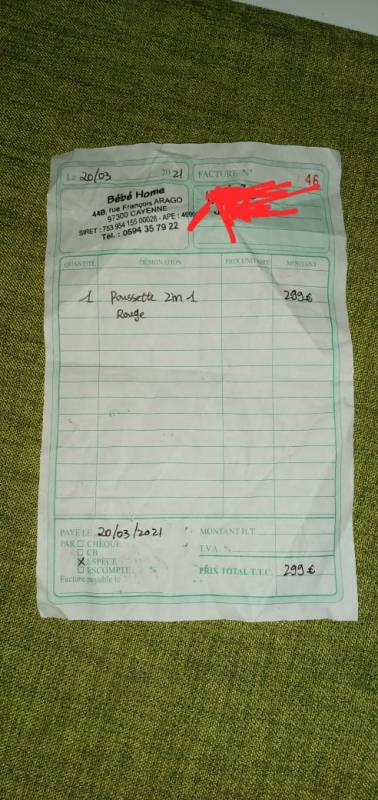 Le 20/03 2021
FACTURE N° 46
Bébé Home
44B, rue François ARAGO
97300 CAYENNE
SIRET : 753 954 155 00028 - APE : 469
Tél. : 0594 35 79 22
QUANTITÉ DÉSIGNATION PRIX UNITAIRE MONTANT
1 Poussette 2in1 299€
Rouge
PAYÉ LE 20/03/2021
PAR CHÈQUE
CB
ESPÈCE
ESCOMPTE %
Facture payable le
MONTANT H.T.
T.V.A. %
PRIX TOTAL T.T.C. 299€